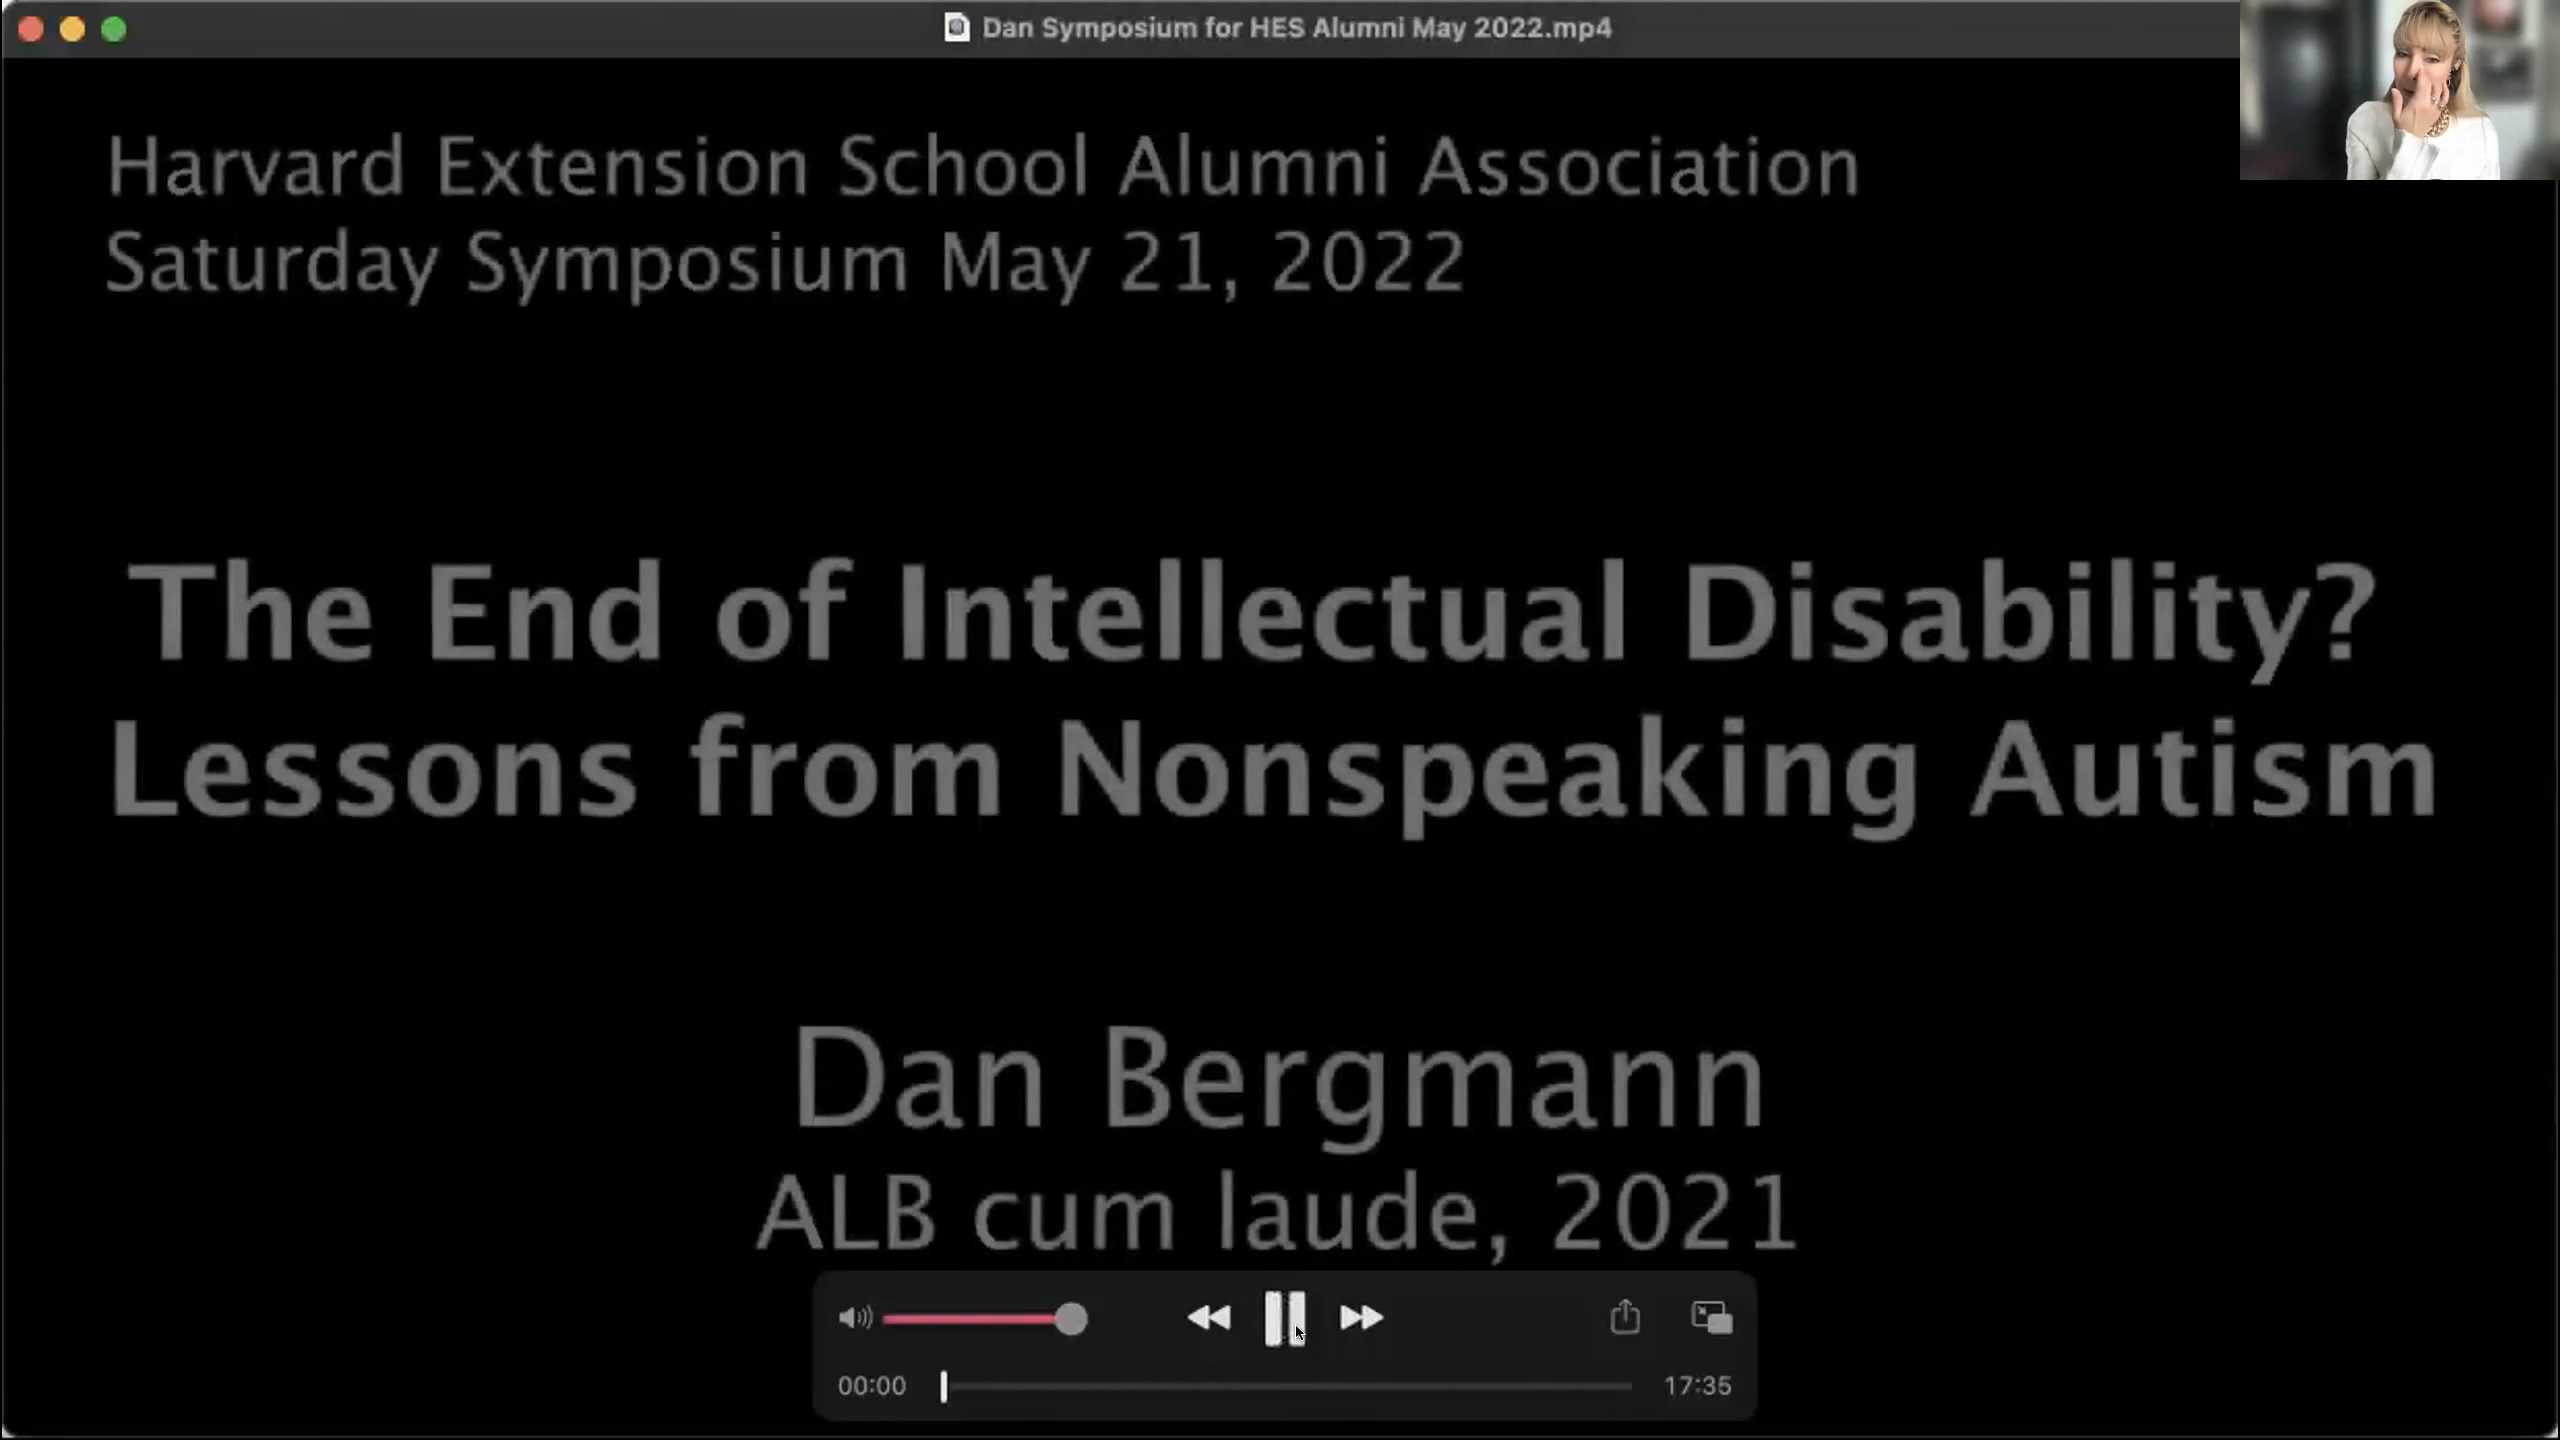 Dan Symposium for HES Alumni May 2022.mp4
Harvard Extension School Alumni Association
Saturday Symposium May 21, 2022
The End of Intellectual Disability?
Lessons from Nonspeaking Autism
Dan Bergmann
ALB cum laude, 2021
00:00
17:35